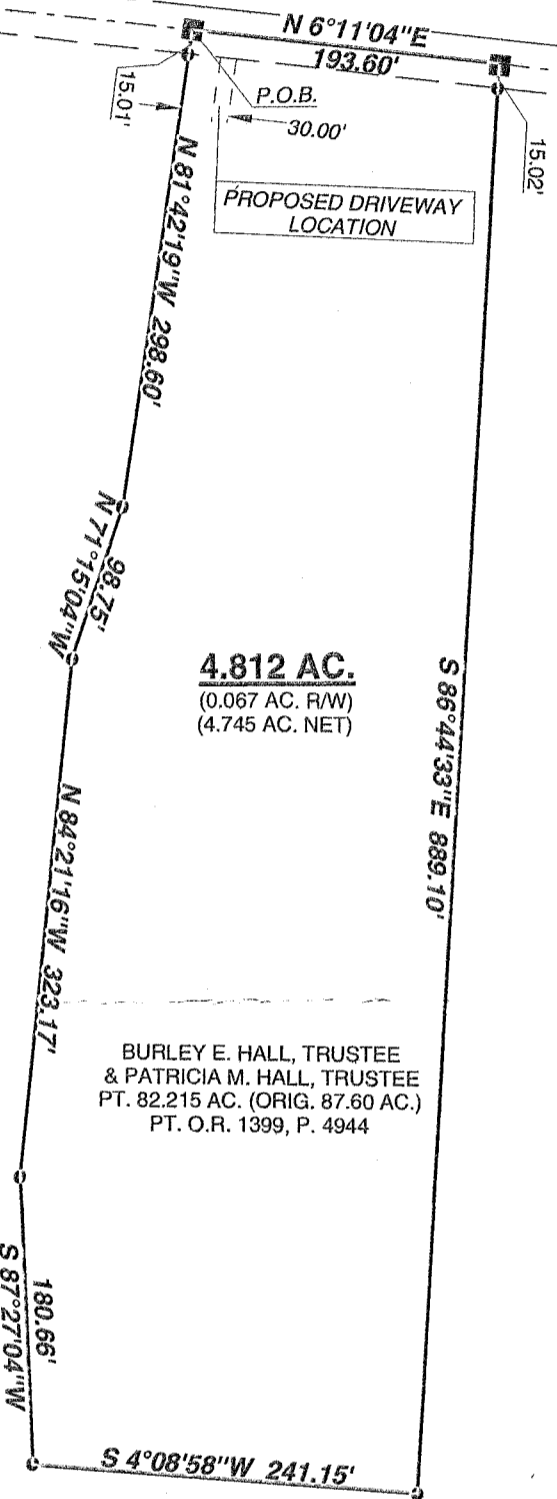 N 6°11'04"E
193.60'
15.01'
P.O.B.
30.00'
15.02'
PROPOSED DRIVEWAY
LOCATION
N 81°42'19"W 298.60'
98.75'
N 71°15'04"W
4.812 AC.
(0.067 AC. R/W)
(4.745 AC. NET)
S 86°44'33"E 889.10'
N 84°21'16"W 323.17'
BURLEY E. HALL, TRUSTEE
& PATRICIA M. HALL, TRUSTEE
PT. 82.215 AC. (ORIG. 87.60 AC.)
PT. O.R. 1399, P. 4944
180.66'
S 87°27'04"W
S 4°08'58"W 241.15'